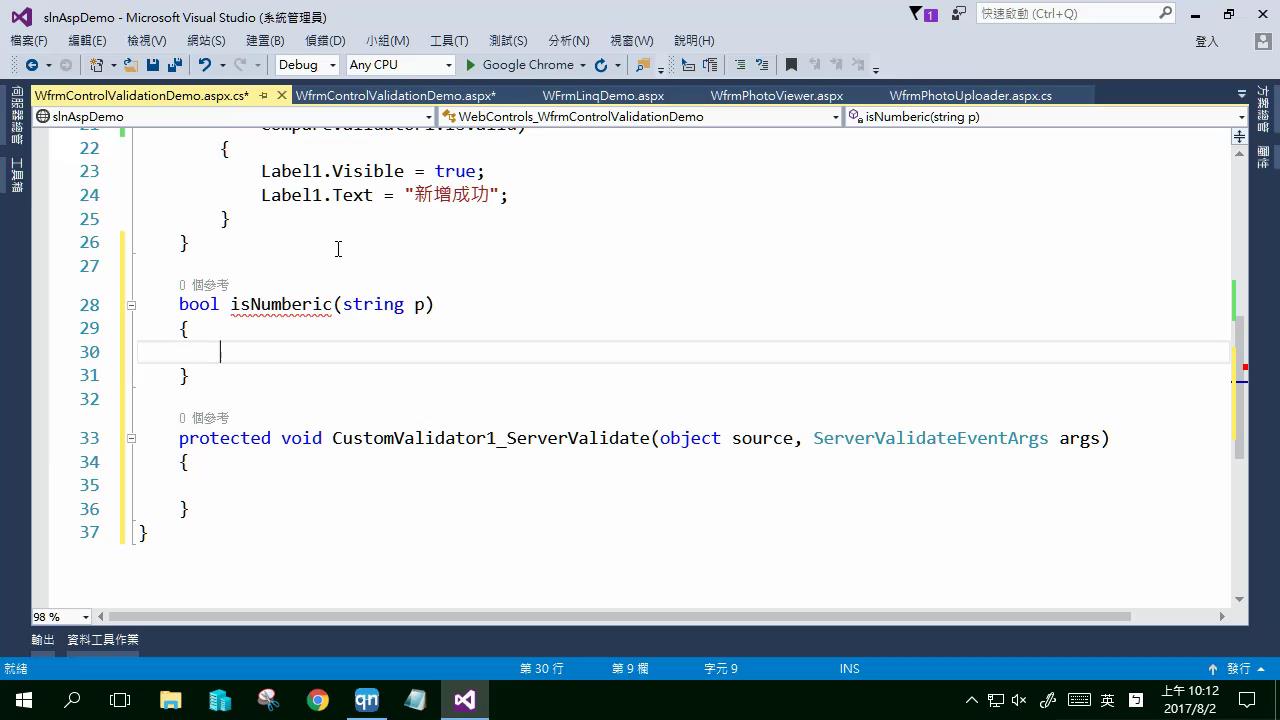 slnAspDemo - Microsoft Visual Studio (系統管理員)
1
快速啟動 (Ctrl+Q)
檔案(F) 編輯(E) 檢視(V) 網站(S) 建置(B) 偵錯(D) 小組(M) 工具(T) 測試(S) 分析(N) 視窗(W) 說明(H)
登入
Debug Any CPU Google Chrome
WfrmControlValidationDemo.aspx.cs* WfrmControlValidationDemo.aspx* WFrmLinqDemo.aspx WfrmPhotoViewer.aspx WfrmPhotoUploader.aspx.cs
slnAspDemo WebControls_WfrmControlValidationDemo isNumberic(string p)
伺服器總管
工具箱
方案總管
屬性
22 {
23 Label1.Visible = true;
24 Label1.Text = "新增成功";
25 }
26 }
27
0 個參考
28 bool isNumberic(string p)
29 {
30
31 }
32
0 個參考
33 protected void CustomValidator1_ServerValidate(object source, ServerValidateEventArgs args)
34 {
35
36 }
37 }
98 %
輸出 資料工具作業
就緒 第 30 行 第 9 欄 字元 9 INS 發行
qn
英
上午 10:12
2017/8/2